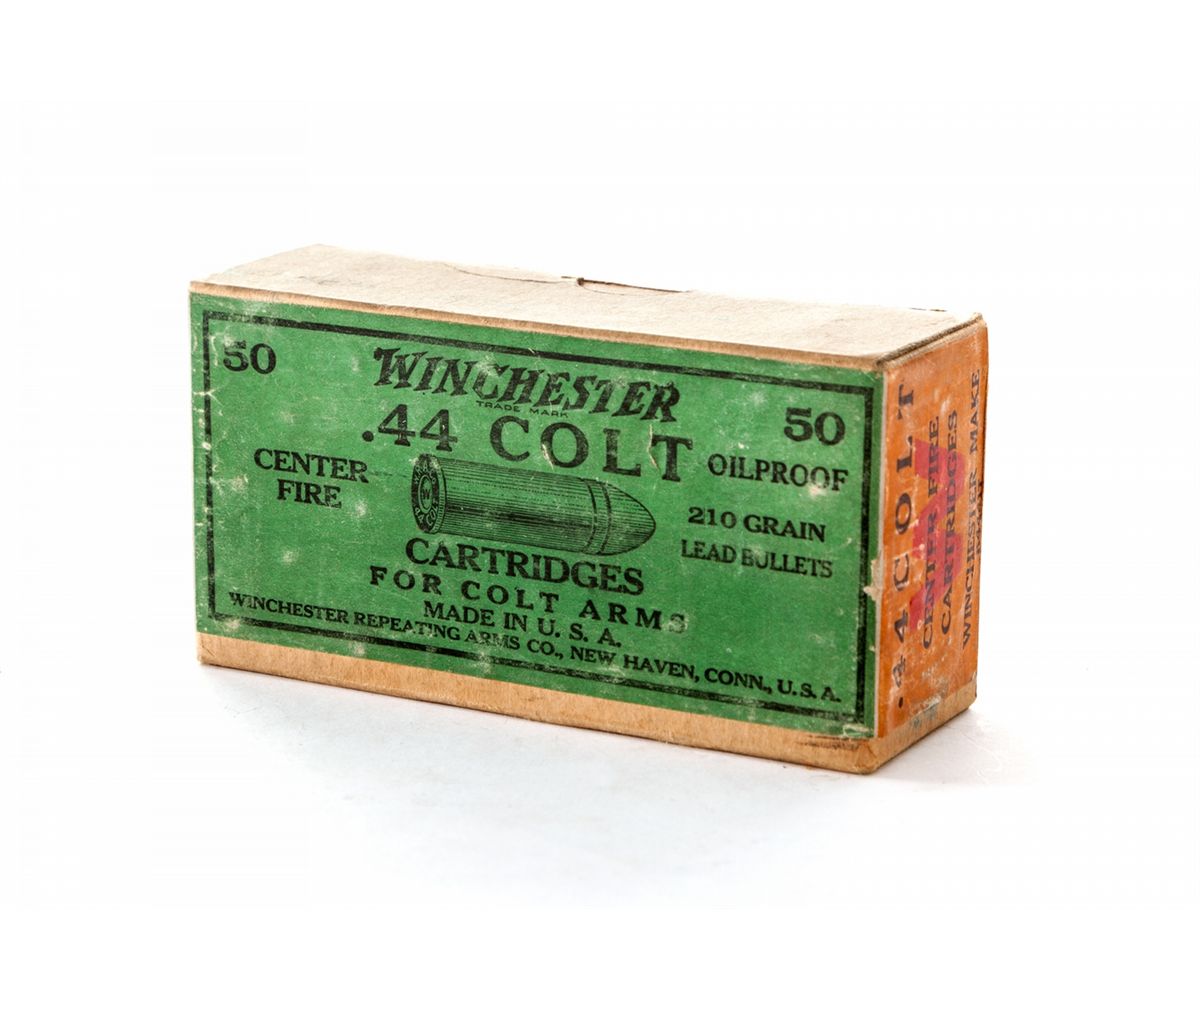 50
WINCHESTER
TRADE MARK
50
.44 COLT
CENTER FIRE
OILPROOF
210 GRAIN
LEAD BULLETS
W
CARTRIDGES
FOR COLT ARMS
MADE IN U. S. A.
WINCHESTER REPEATING ARMS CO., NEW HAVEN, CONN., U. S. A.
.44 COLT
CENTER FIRE
CARTRIDGES
WINCHESTER MAKE